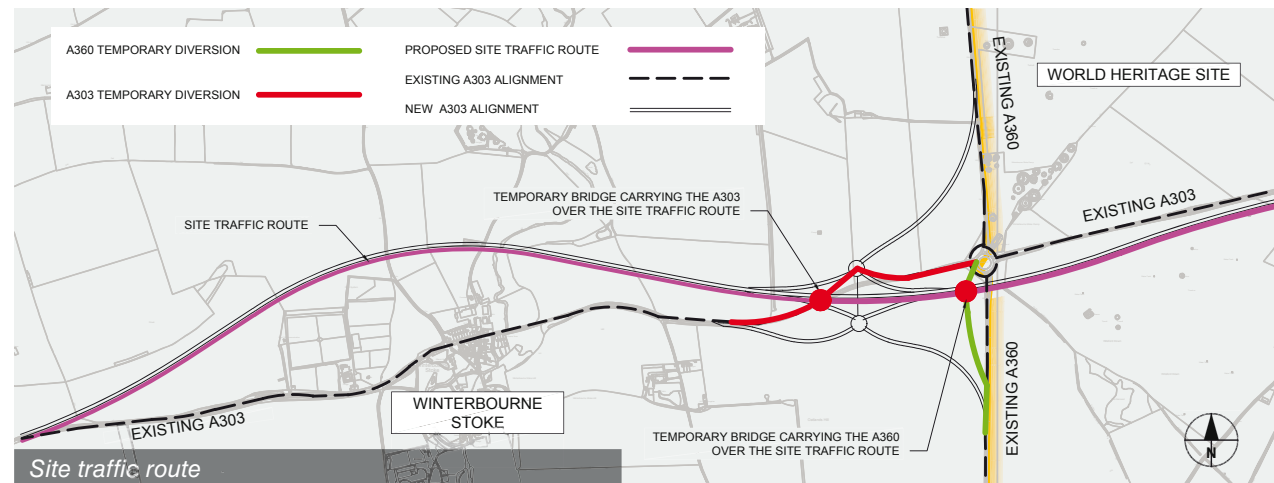 A360 TEMPORARY DIVERSION
A303 TEMPORARY DIVERSION
PROPOSED SITE TRAFFIC ROUTE
EXISTING A303 ALIGNMENT
NEW A303 ALIGNMENT
WORLD HERITAGE SITE
EXISTING A360
TEMPORARY BRIDGE CARRYING THE A303
OVER THE SITE TRAFFIC ROUTE
SITE TRAFFIC ROUTE
EXISTING A303
WINTERBOURNE
STOKE
EXISTING A303
EXISTING A360
TEMPORARY BRIDGE CARRYING THE A360
OVER THE SITE TRAFFIC ROUTE
N
Site traffic route